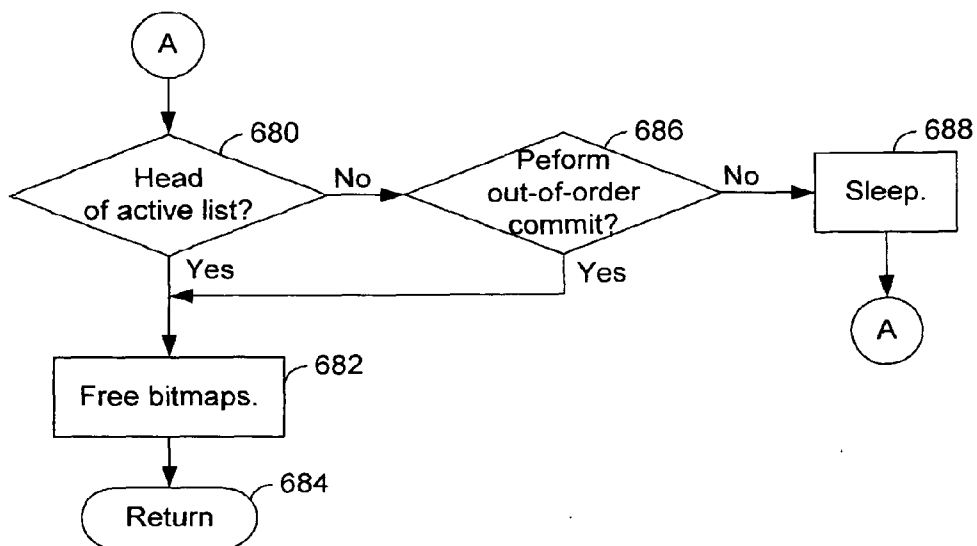 A
680
Head
of active list?
No
686
Peform
out-of-order
commit?
No
688
Sleep.
Yes
Yes
A
682
Free bitmaps.
684
Return